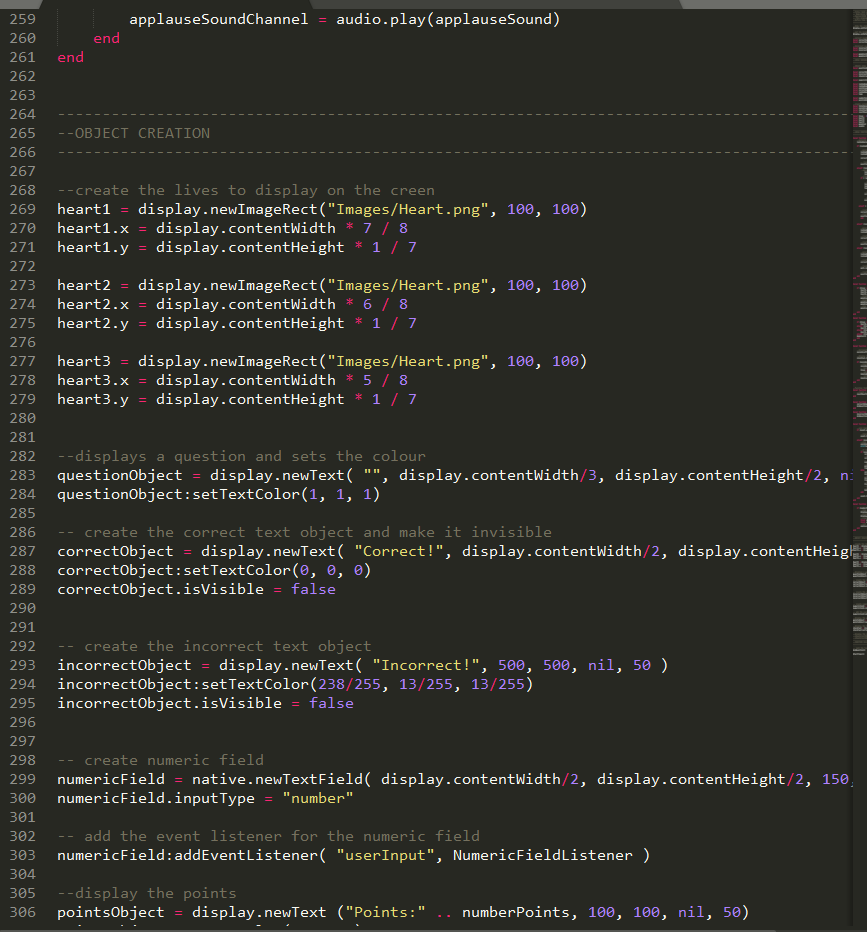 259 applauseSoundChannel = audio.play(applauseSound)
260 end
261 end
262
263
264 --------------------------------------------------------------------------------
265 --OBJECT CREATION
266 --------------------------------------------------------------------------------
267
268 --create the lives to display on the creen
269 heart1 = display.newImageRect("Images/Heart.png", 100, 100)
270 heart1.x = display.contentWidth * 7 / 8
271 heart1.y = display.contentHeight * 1 / 7
272
273 heart2 = display.newImageRect("Images/Heart.png", 100, 100)
274 heart2.x = display.contentWidth * 6 / 8
275 heart2.y = display.contentHeight * 1 / 7
276
277 heart3 = display.newImageRect("Images/Heart.png", 100, 100)
278 heart3.x = display.contentWidth * 5 / 8
279 heart3.y = display.contentHeight * 1 / 7
280
281
282 --displays a question and sets the colour
283 questionObject = display.newText( "", display.contentWidth/3, display.contentHeight/2, n
284 questionObject:setTextColor(1, 1, 1)
285
286 -- create the correct text object and make it invisible
287 correctObject = display.newText( "Correct!", display.contentWidth/2, display.contentHeig
288 correctObject:setTextColor(0, 0, 0)
289 correctObject.isVisible = false
290
291
292 -- create the incorrect text object
293 incorrectObject = display.newText( "Incorrect!", 500, 500, nil, 50 )
294 incorrectObject:setTextColor(238/255, 13/255, 13/255)
295 incorrectObject.isVisible = false
296
297
298 -- create numeric field
299 numericField = native.newTextField( display.contentWidth/2, display.contentHeight/2, 150,
300 numericField.inputType = "number"
301
302 -- add the event listener for the numeric field
303 numericField:addEventListener( "userInput", NumericFieldListener )
304
305 --display the points
306 pointsObject = display.newText ("Points:" .. numberPoints, 100, 100, nil, 50)